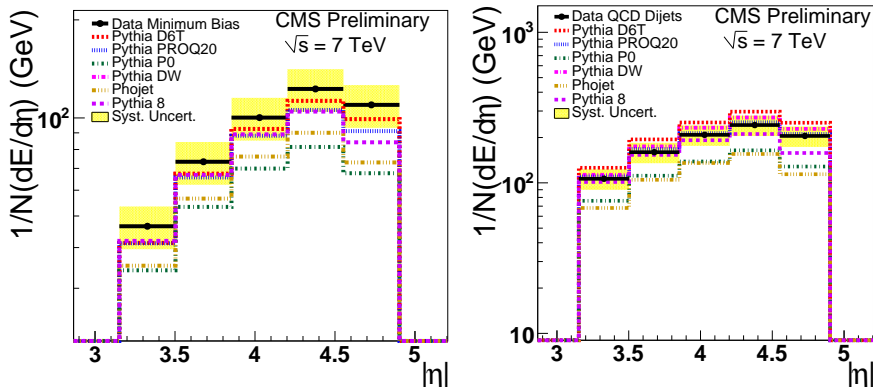 Data Minimum Bias
Pythia D6T
Pythia PROQ20
Pythia P0
Pythia DW
Phojet
Pythia 8
Syst. Uncert.
CMS Preliminary
√s = 7 TeV
1/N(dE/dη) (GeV)
10²
3 3.5 4 4.5 5
|η|
Data QCD Dijets
Pythia D6T
Pythia PROQ20
Pythia P0
Pythia DW
Phojet
Pythia 8
Syst. Uncert.
CMS Preliminary
√s = 7 TeV
1/N(dE/dη) (GeV)
10³
10²
10
3 3.5 4 4.5 5
|η|